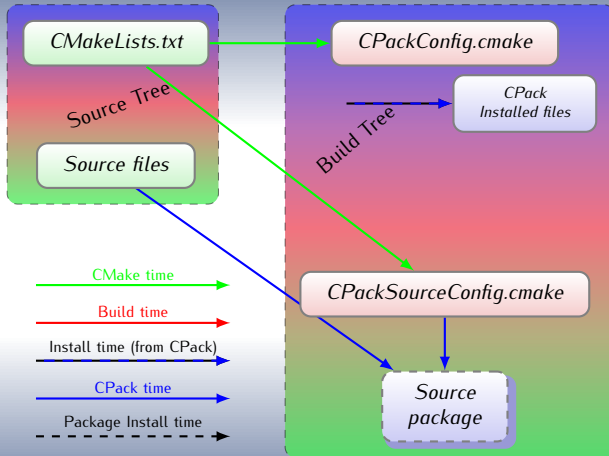 CMakeLists.txt
CPackConfig.cmake
Source Tree
CPack
Installed files
Build Tree
Source files
CMake time
CPackSourceConfig.cmake
Build time
Install time (from CPack)
CPack time
Source
package
Package Install time